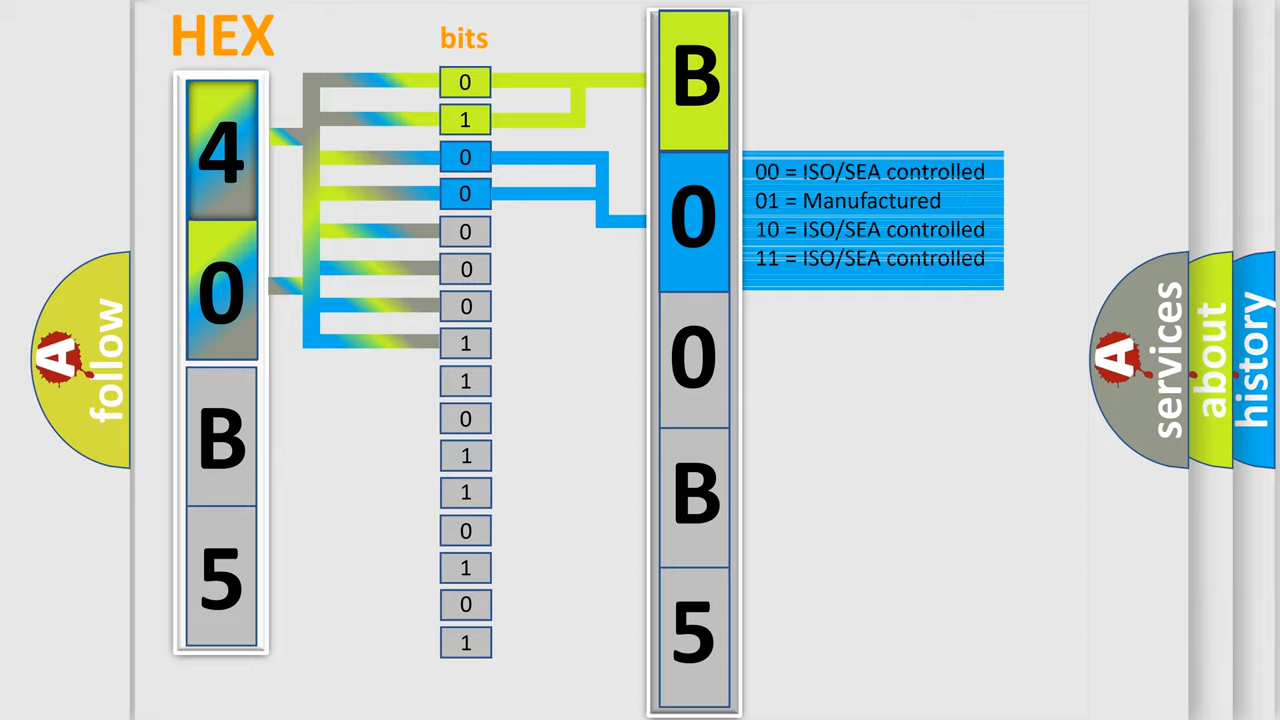 HEX
4
0
B
5
bits
0
1
0
0
0
0
0
1
1
0
1
1
0
1
0
1
B
0
0
B
5
00 = ISO/SEA controlled
01 = Manufactured
10 = ISO/SEA controlled
11 = ISO/SEA controlled
A follow
A services
about
history